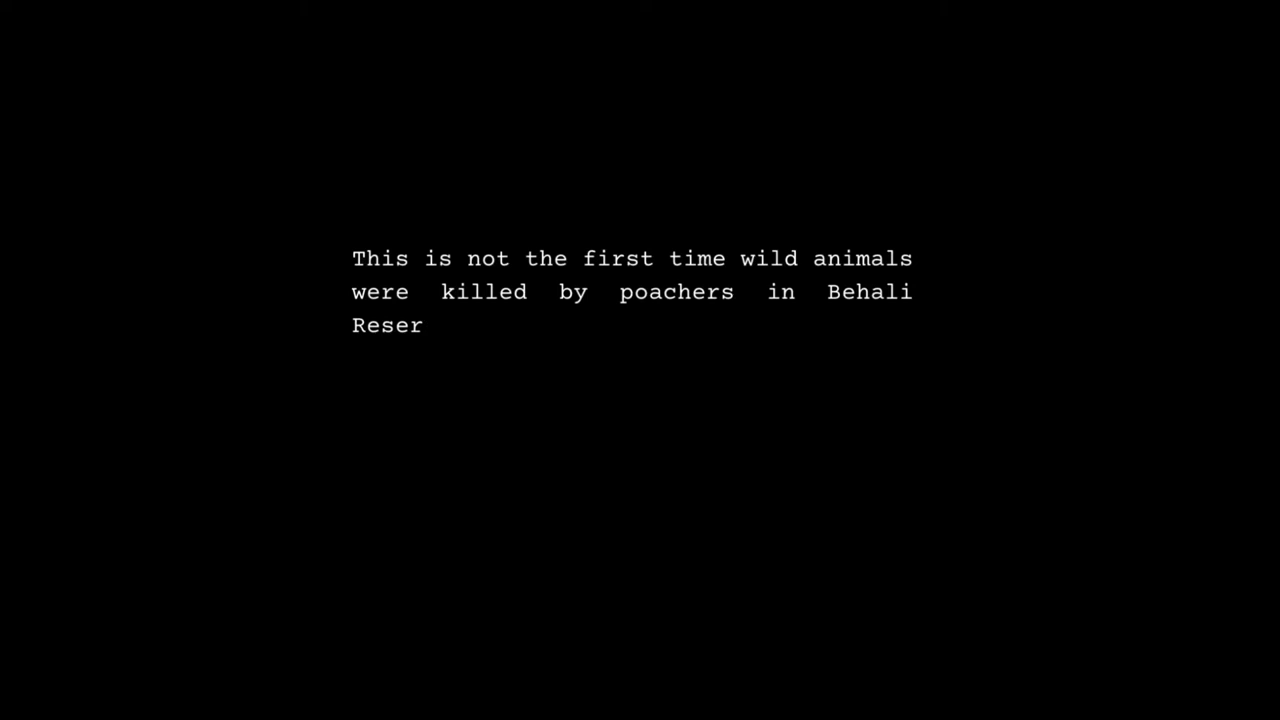 This is not the first time wild animals
were killed by poachers in Behali
Reser